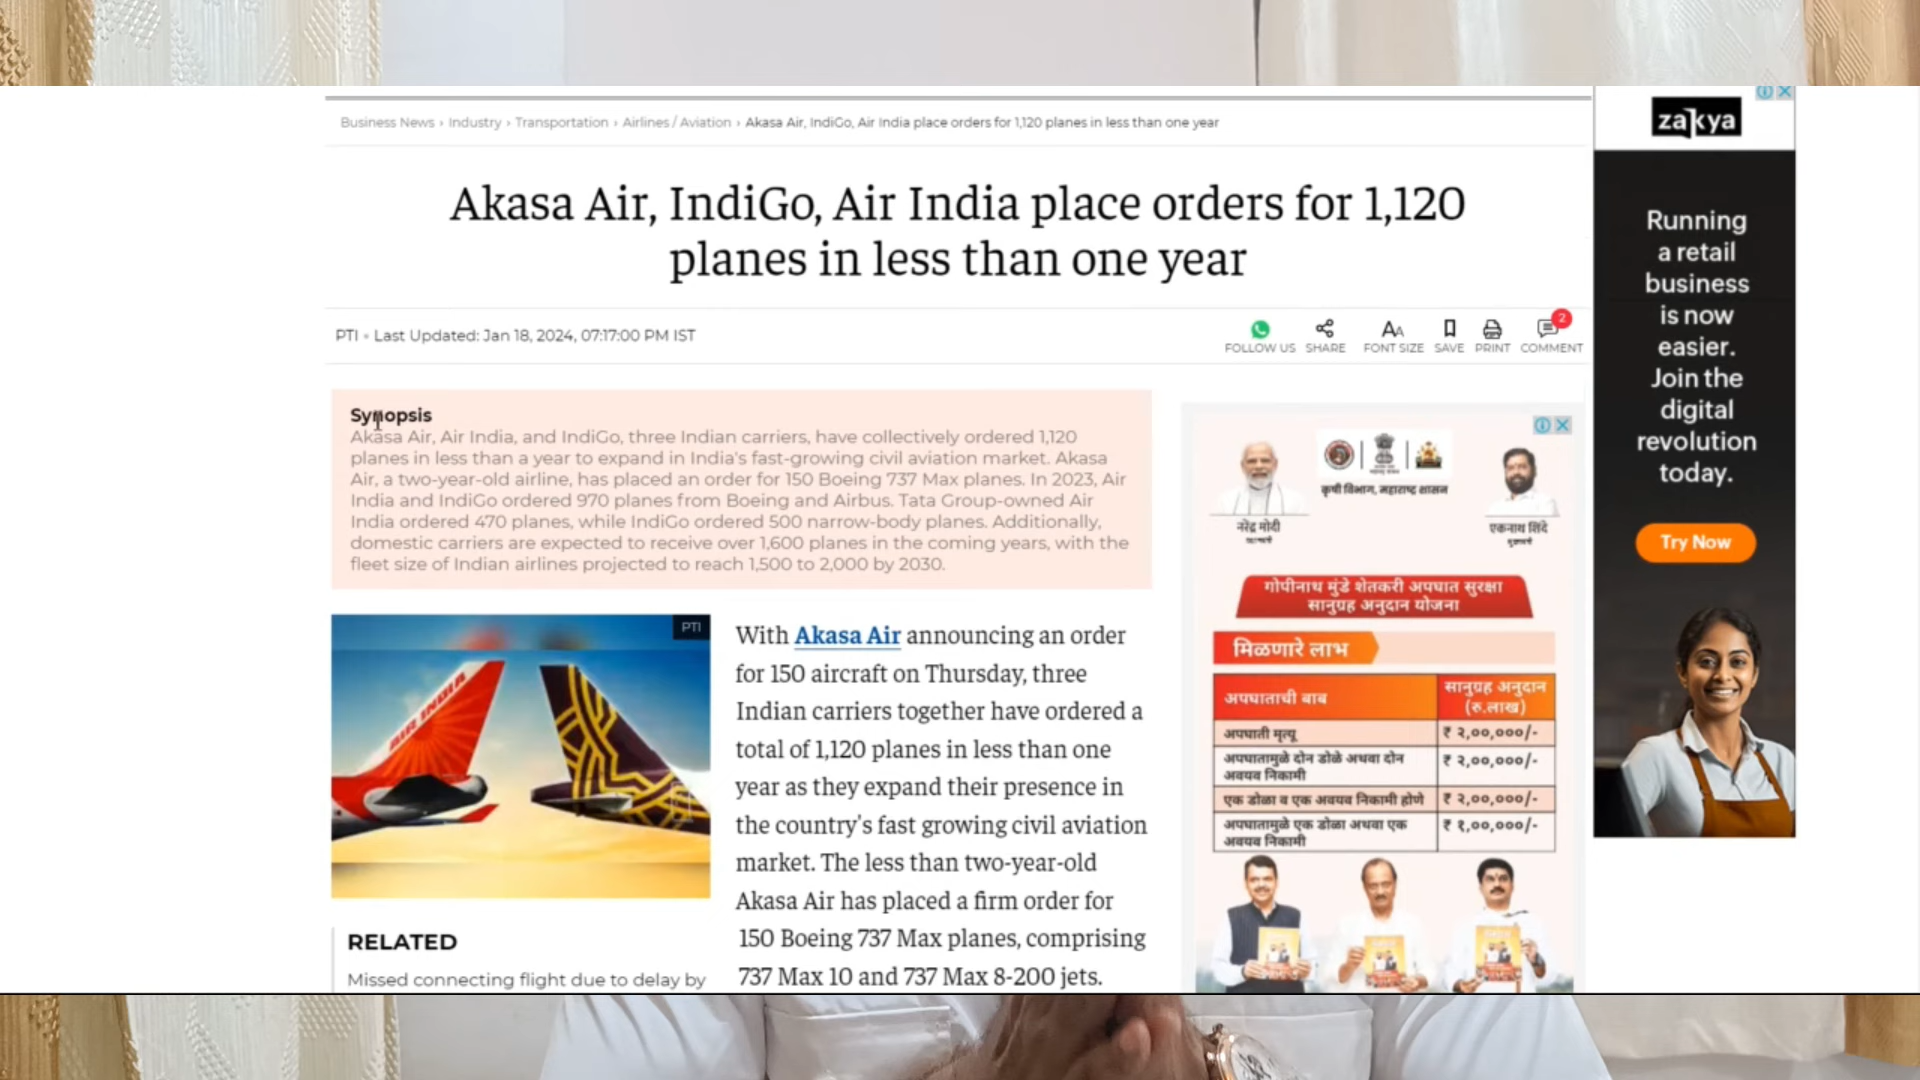 Business News › Industry › Transportation › Airlines / Aviation › Akasa Air, IndiGo, Air India place orders for 1,120 planes in less than one year
Akasa Air, IndiGo, Air India place orders for 1,120
planes in less than one year
PTI • Last Updated: Jan 18, 2024, 07:17:00 PM IST
FOLLOW US SHARE FONT SIZE SAVE PRINT COMMENT
2
Synopsis
Akasa Air, Air India, and IndiGo, three Indian carriers, have collectively ordered 1,120
planes in less than a year to expand in India's fast-growing civil aviation market. Akasa
Air, a two-year-old airline, has placed an order for 150 Boeing 737 Max planes. In 2023, Air
India and IndiGo ordered 970 planes from Boeing and Airbus. Tata Group-owned Air
India ordered 470 planes, while IndiGo ordered 500 narrow-body planes. Additionally,
domestic carriers are expected to receive over 1,600 planes in the coming years, with the
fleet size of Indian airlines projected to reach 1,500 to 2,000 by 2030.
PTI
AIR INDIA
With Akasa Air announcing an order
for 150 aircraft on Thursday, three
Indian carriers together have ordered a
total of 1,120 planes in less than one
year as they expand their presence in
the country's fast growing civil aviation
market. The less than two-year-old
Akasa Air has placed a firm order for
150 Boeing 737 Max planes, comprising
737 Max 10 and 737 Max 8-200 jets.
RELATED
Missed connecting flight due to delay by
कृषी विभाग, महाराष्ट्र शासन
नरेंद्र मोदी
एकनाथ शिंदे
गोपीनाथ मुंडे शेतकरी अपघात सुरक्षा
सानुग्रह अनुदान योजना
मिळणारे लाभ
अपघाताची बाब
सानुग्रह अनुदान
(रु.लाख)
अपघाती मृत्यू
₹ २,००,०००/-
अपघातामुळे दोन डोळे अथवा दोन
अवयव निकामी
₹ २,००,०००/-
एक डोळा व एक अवयव निकामी होणे
₹ २,००,०००/-
अपघातामुळे एक डोळा अथवा एक
अवयव निकामी
₹ १,००,०००/-
zakya
Running
a retail
business
is now
easier.
Join the
digital
revolution
today.
Try Now